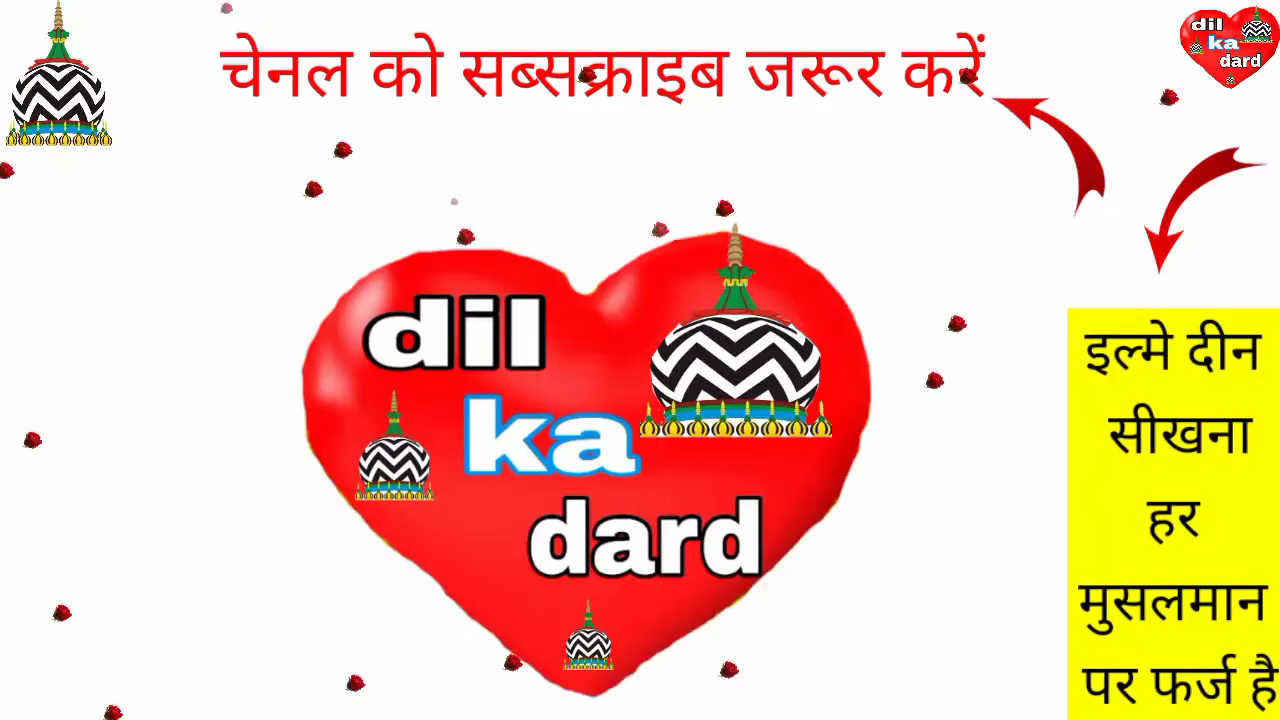 चेनल को सब्सक्राइब जरूर करें
dil
ka
dard
dil
ka
dard
इल्मे दीन
सीखना
हर
मुसलमान
पर फर्ज है